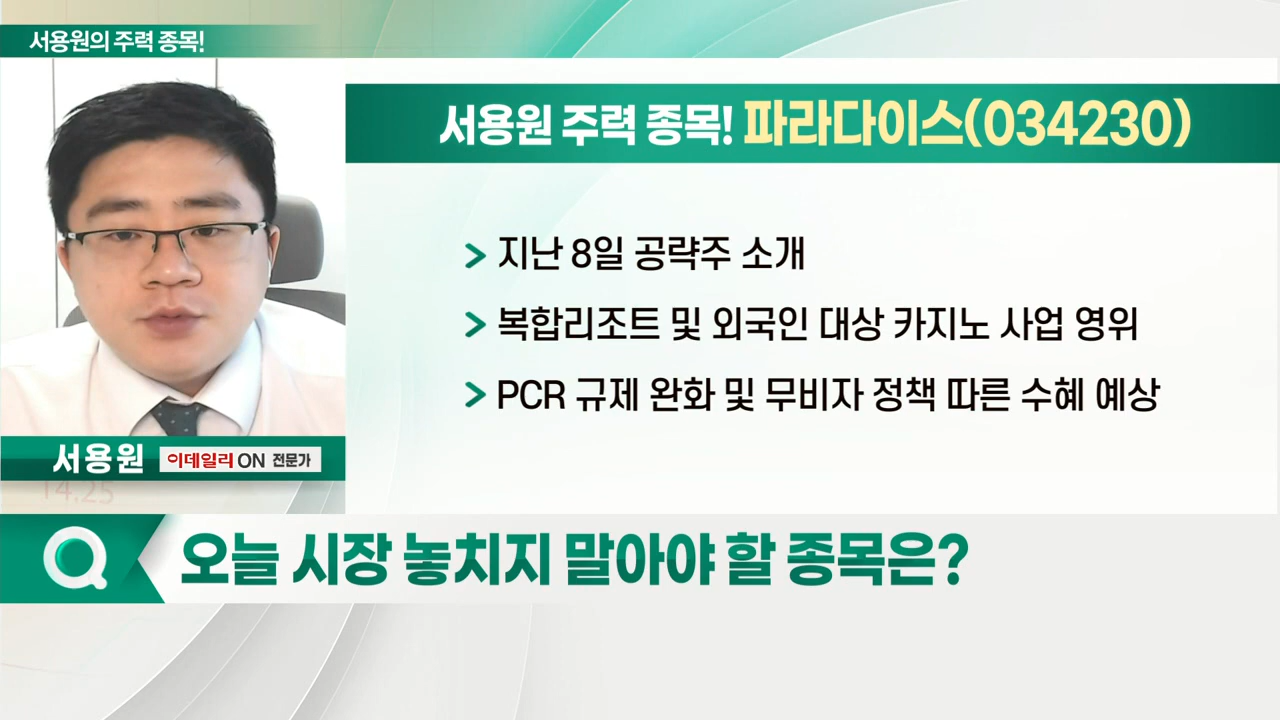 서용원의 주력 종목!
서용원 주력 종목! 파라다이스(034230)
> 지난 8일 공략주 소개
> 복합리조트 및 외국인 대상 카지노 사업 영위
> PCR 규제 완화 및 무비자 정책 따른 수혜 예상
서용원 이데일리 ON 전문가
14.25
오늘 시장 놓치지 말아야 할 종목은?